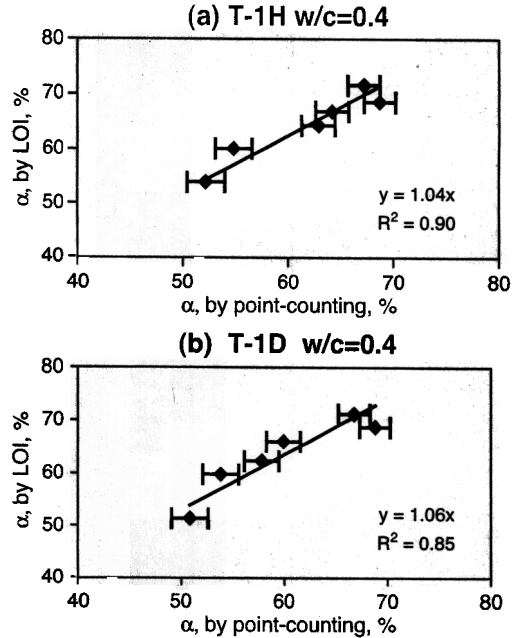 (a) T-1H w/c=0.4
80
70
60
50
40
α, by LOI, %
y = 1.04x
R² = 0.90
40 50 60 70 80
α, by point-counting, %
(b) T-1D w/c=0.4
80
70
60
50
40
α, by LOI, %
y = 1.06x
R² = 0.85
40 50 60 70 80
α, by point-counting, %